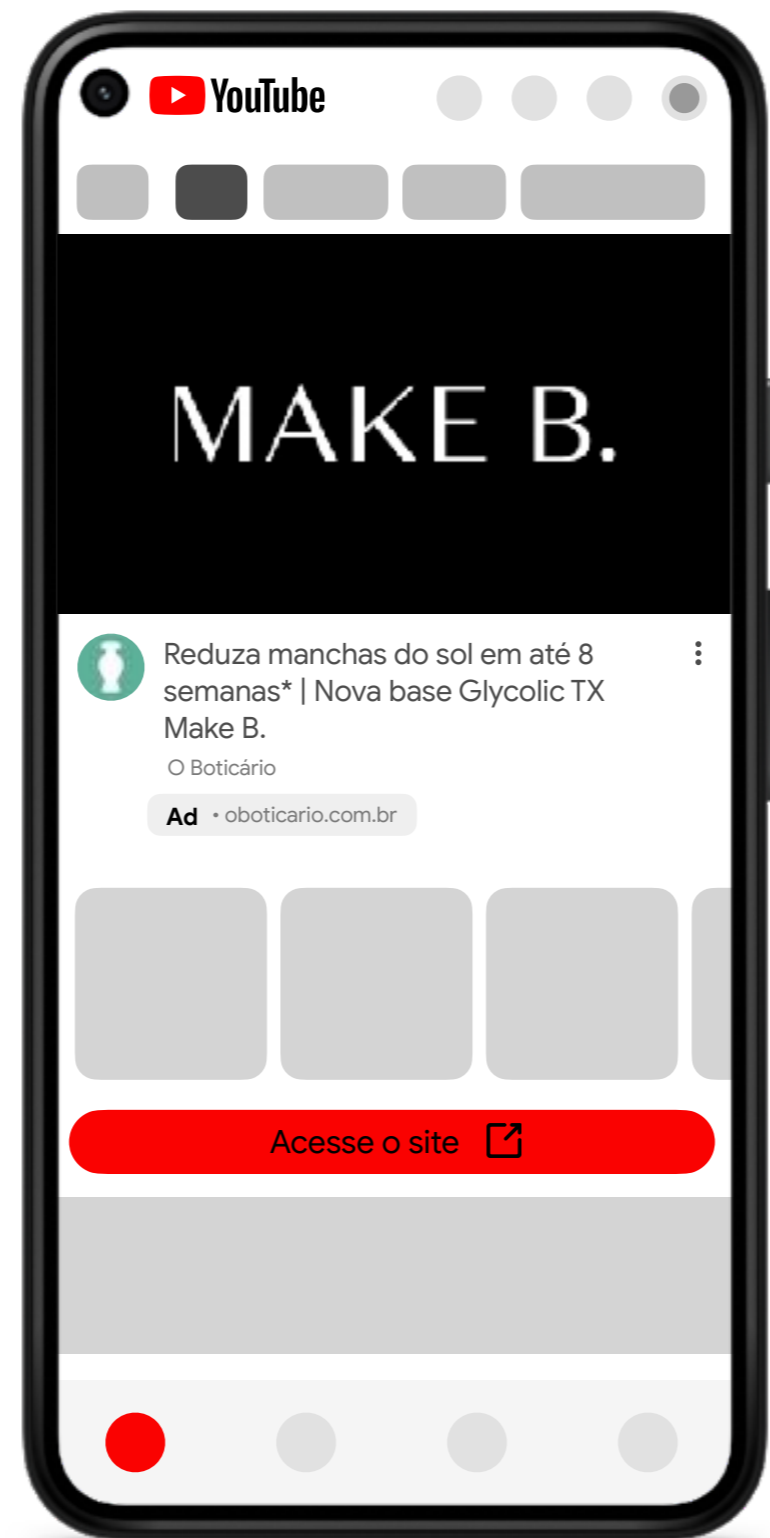 YouTube
MAKE B.
Reduza manchas do sol em até 8
semanas* | Nova base Glycolic TX
Make B.
O Boticário
Ad • oboticario.com.br
Acesse o site